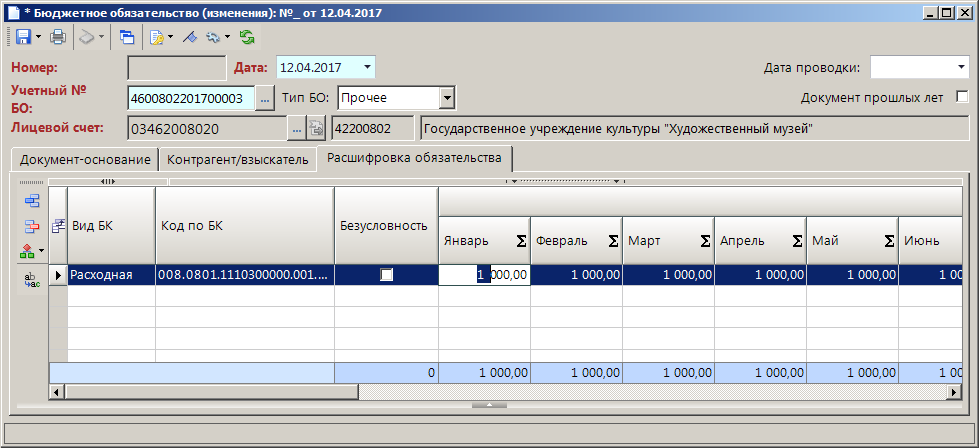 * Бюджетное обязательство (изменения): №_ от 12.04.2017
Номер: Дата: 12.04.2017 Дата проводки:
Учетный № БО: 4600802201700003 ... Тип БО: Прочее Документ прошлых лет
Лицевой счет: 03462008020 ... 42200802 Государственное учреждение культуры "Художественный музей"
Документ-основание Контрагент/взыскатель Расшифровка обязательства
Вид БК Код по БК Безусловность Январь Σ Февраль Σ Март Σ Апрель Σ Май Σ Июнь
Расходная 008.0801.1110300000.001.... 1 000,00 1 000,00 1 000,00 1 000,00 1 000,00 1 00
0 1 000,00 1 000,00 1 000,00 1 000,00 1 000,00 1 00
ab
ac